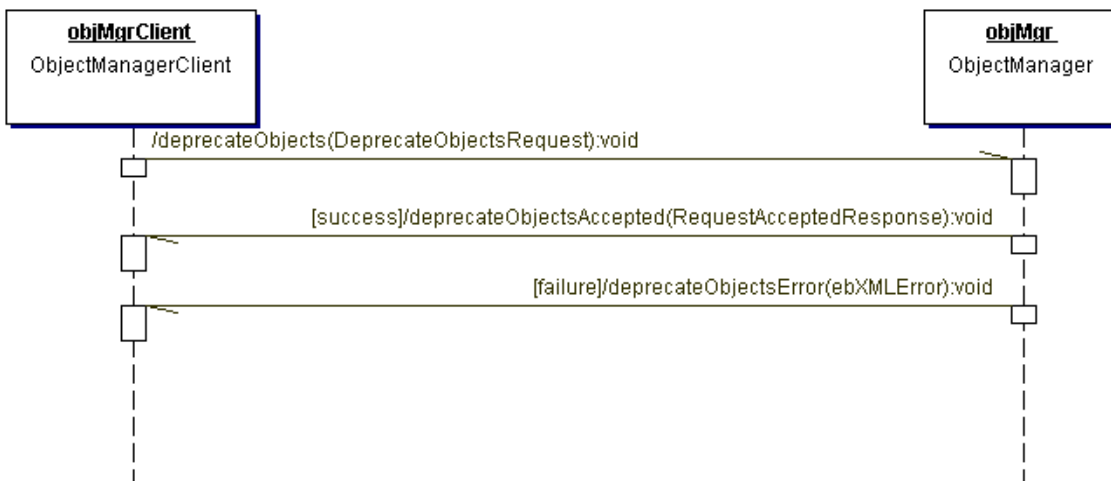 objMgrClient
ObjectManagerClient
objMgr
ObjectManager
/deprecateObjects(DeprecateObjectsRequest):void
[success]/deprecateObjectsAccepted(RequestAcceptedResponse):void
[failure]/deprecateObjectsError(ebXMLError):void